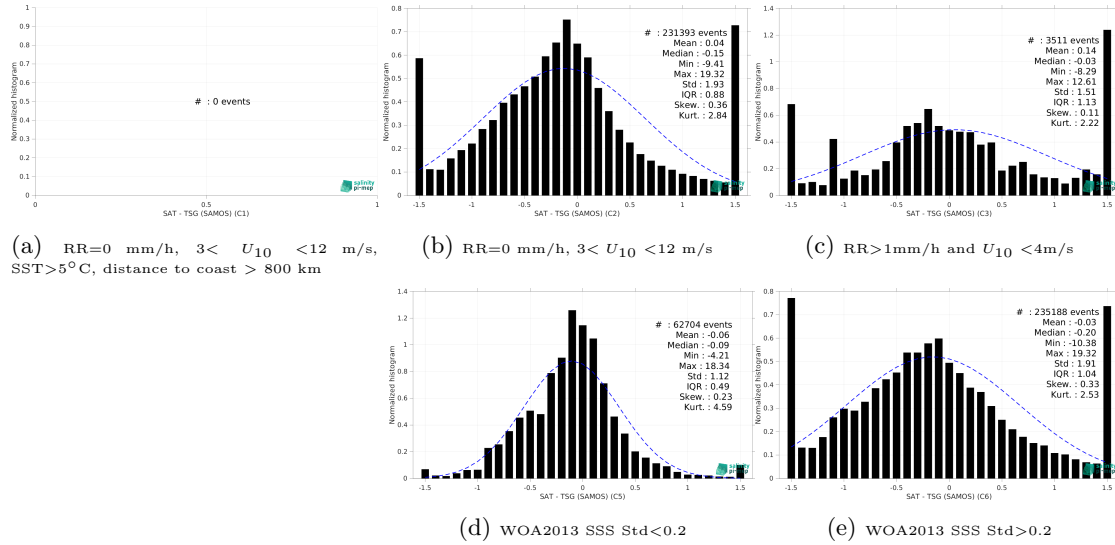 Normalized histogram
1
0.9
0.8
0.7
0.6
0.5
0.4
0.3
0.2
0.1
0
# : 0 events
salinity
pi-mep
0 0.5 1
SAT - TSG (SAMOS) (C1)
(a) RR=0 mm/h, 3< U10 <12 m/s,
SST>5°C, distance to coast > 800 km
Normalized histogram
0.8
0.7
0.6
0.5
0.4
0.3
0.2
0.1
0
# : 231393 events
Mean : 0.04
Median : -0.15
Min : -9.41
Max : 19.32
Std : 1.93
IQR : 0.88
Skew. : 0.36
Kurt. : 2.84
salinity
pi-mep
-1.5 -1 -0.5 0 0.5 1 1.5
SAT - TSG (SAMOS) (C2)
(b) RR=0 mm/h, 3< U10 <12 m/s
Normalized histogram
1.4
1.2
1
0.8
0.6
0.4
0.2
0
# : 3511 events
Mean : 0.14
Median : -0.03
Min : -8.29
Max : 12.61
Std : 1.51
IQR : 1.13
Skew. : 0.11
Kurt. : 2.22
salinity
pi-mep
-1.5 -1 -0.5 0 0.5 1 1.5
SAT - TSG (SAMOS) (C3)
(c) RR>1mm/h and U10 <4m/s
Normalized histogram
1.4
1.2
1
0.8
0.6
0.4
0.2
0
# : 62704 events
Mean : -0.06
Median : -0.09
Min : -4.21
Max : 18.34
Std : 1.12
IQR : 0.49
Skew. : 0.23
Kurt. : 4.59
salinity
pi-mep
-1.5 -1 -0.5 0 0.5 1 1.5
SAT - TSG (SAMOS) (C5)
(d) WOA2013 SSS Std<0.2
Normalized histogram
0.8
0.7
0.6
0.5
0.4
0.3
0.2
0.1
0
# : 235188 events
Mean : -0.03
Median : -0.20
Min : -10.38
Max : 19.32
Std : 1.91
IQR : 1.04
Skew. : 0.33
Kurt. : 2.53
salinity
pi-mep
-1.5 -1 -0.5 0 0.5 1 1.5
SAT - TSG (SAMOS) (C6)
(e) WOA2013 SSS Std>0.2